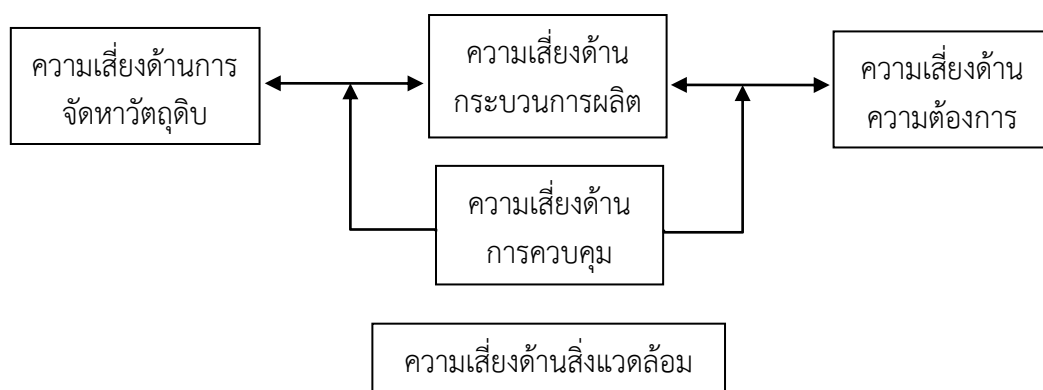 ความเสี่ยงด้านการ
จัดหาวัตถุดิบ
ความเสี่ยงด้าน
กระบวนการผลิต
ความเสี่ยงด้าน
ความต้องการ
ความเสี่ยงด้าน
การควบคุม
ความเสี่ยงด้านสิ่งแวดล้อม